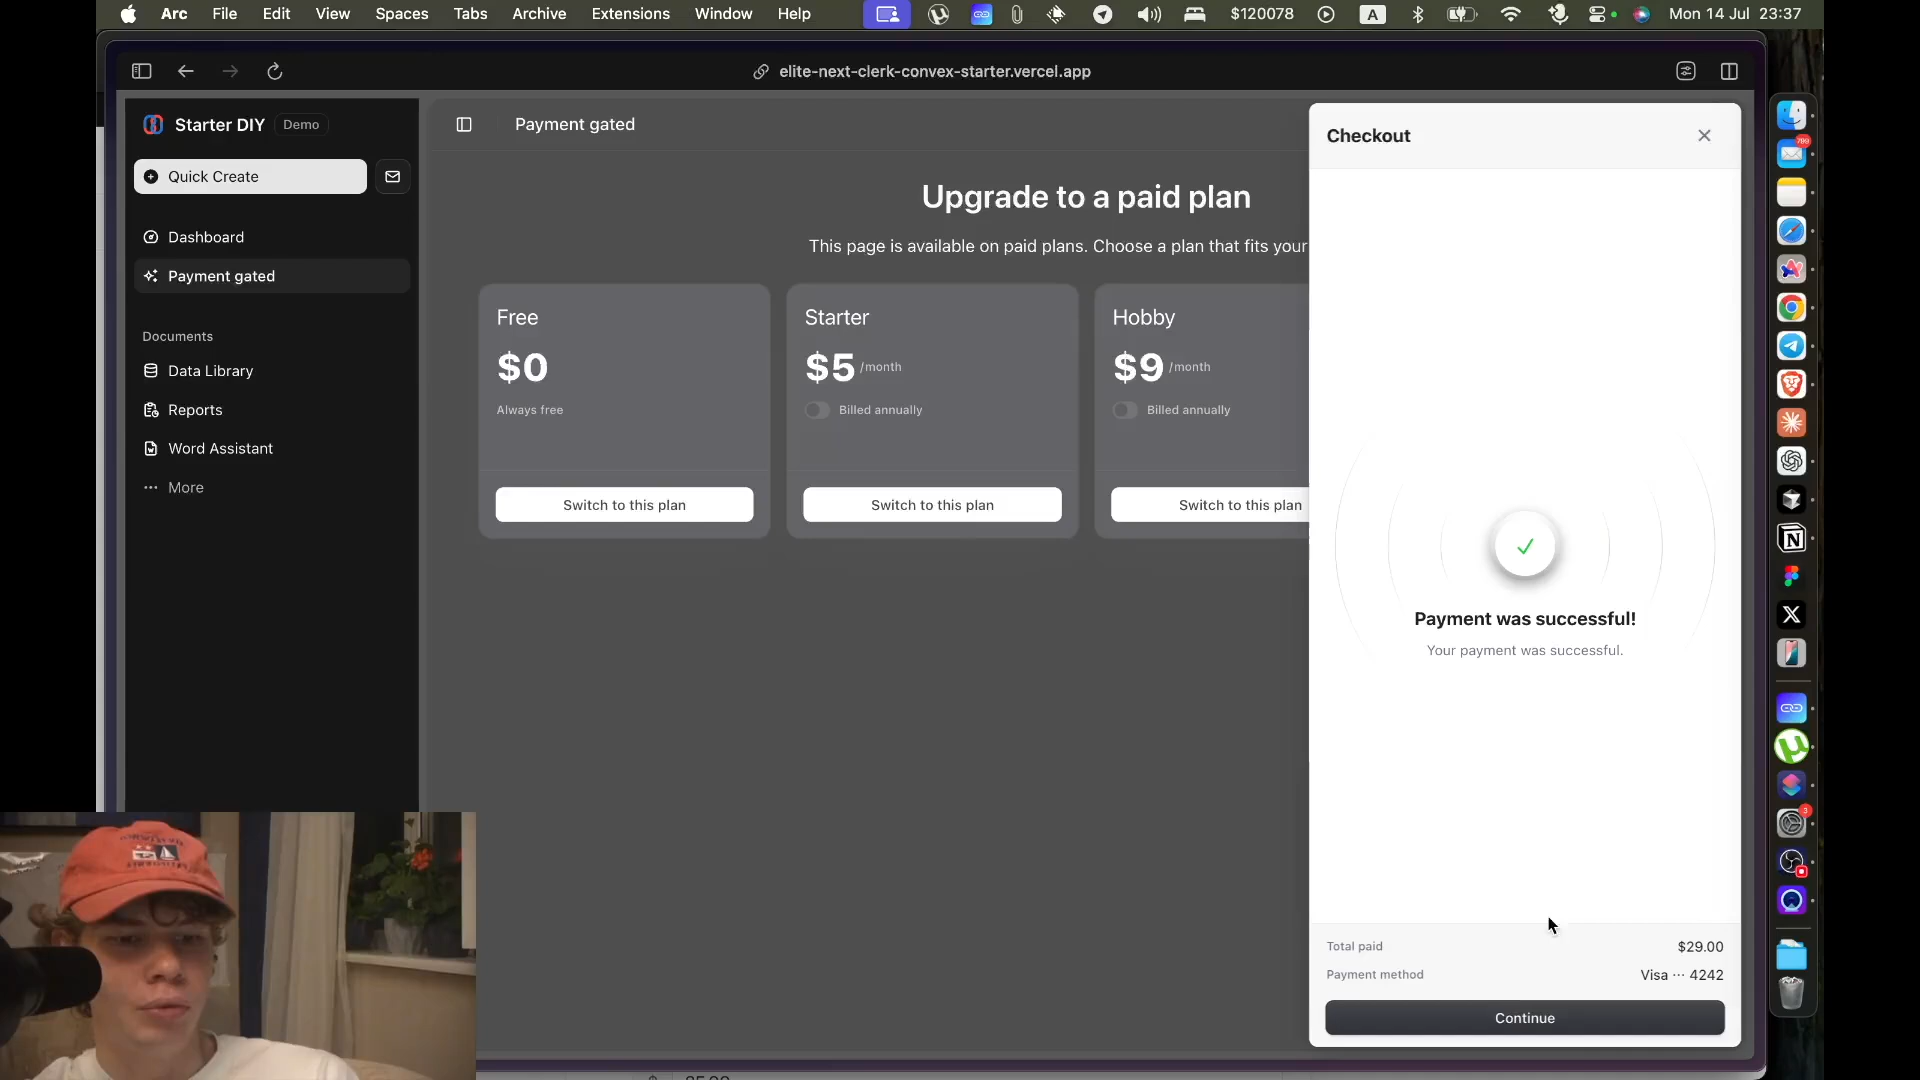 Arc File Edit View Spaces Tabs Archive Extensions Window Help $120078 A Mon 14 Jul 23:37
elite-next-clerk-convex-starter.vercel.app
Starter DIY Demo
Quick Create
Dashboard
Payment gated
Documents
Data Library
Reports
Word Assistant
More
Payment gated
Upgrade to a paid plan
This page is available on paid plans. Choose a plan that fits your
Free
$0
Always free
Switch to this plan
Starter
$5 /month
Billed annually
Switch to this plan
Hobby
$9 /month
Billed annually
Switch to this plan
Checkout
Payment was successful!
Your payment was successful.
Total paid $29.00
Payment method Visa ··· 4242
Continue
799
3